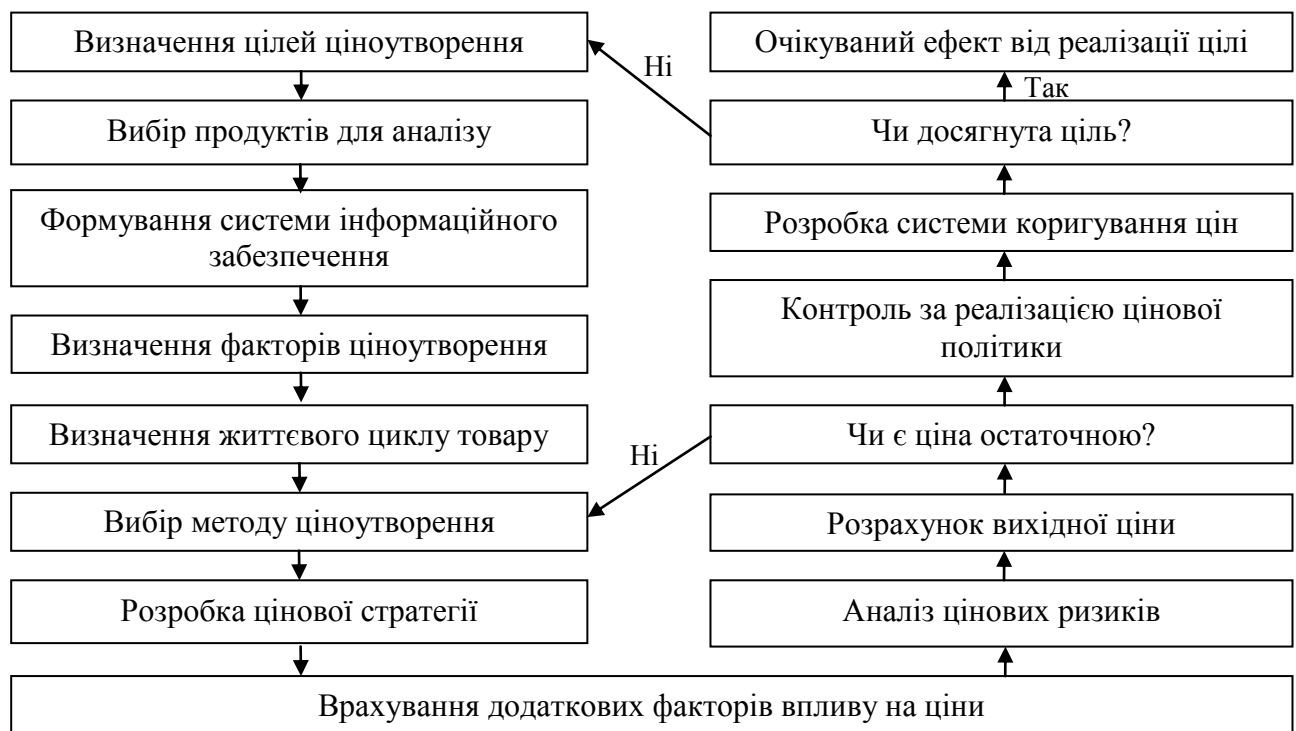 Визначення цілей ціноутворення
Вибір продуктів для аналізу
Формування системи інформаційного
забезпечення
Визначення факторів ціноутворення
Визначення життєвого циклу товару
Вибір методу ціноутворення
Розробка цінової стратегії
Врахування додаткових факторів впливу на ціни
Аналіз цінових ризиків
Розрахунок вихідної ціни
Чи є ціна остаточною?
Ні
Контроль за реалізацією цінової
політики
Розробка системи коригування цін
Чи досягнута ціль?
Ні
Так
Очікуваний ефект від реалізації цілі